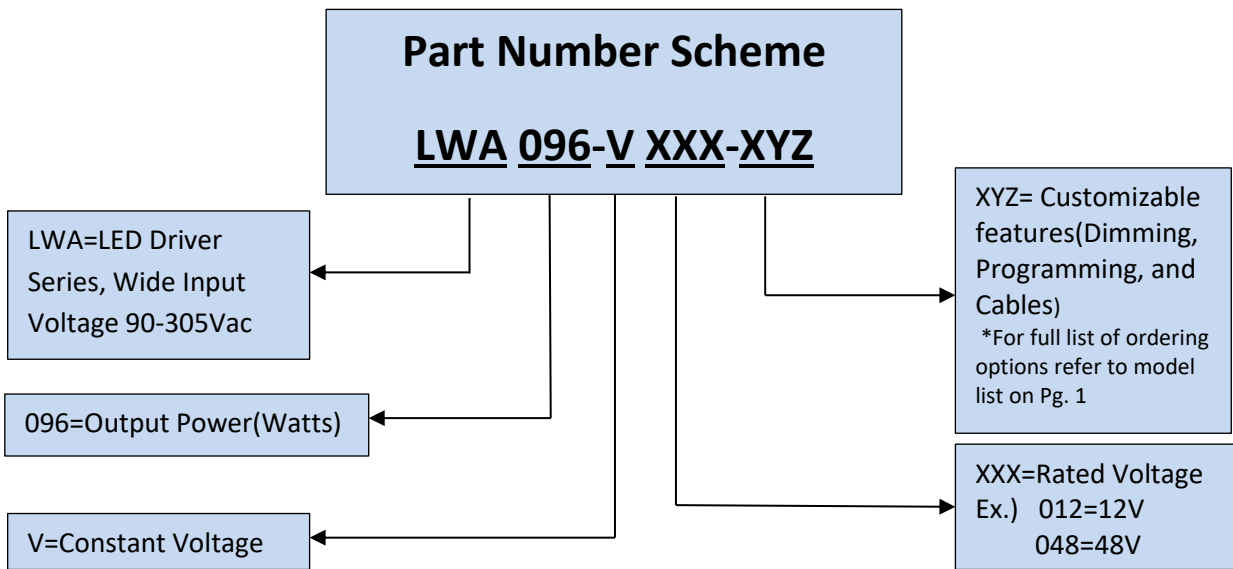 Part Number Scheme
LWA 096-V XXX-XYZ
LWA=LED Driver
Series, Wide Input
Voltage 90-305Vac
096=Output Power(Watts)
V=Constant Voltage
XYZ= Customizable
features(Dimming,
Programming, and
Cables)
*For full list of ordering
options refer to model
list on Pg. 1
XXX=Rated Voltage
Ex.) 012=12V
048=48V